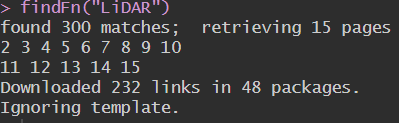 > findFn("LiDAR")
found 300 matches;  retrieving 15 pages
2 3 4 5 6 7 8 9 10
11 12 13 14 15
Downloaded 232 links in 48 packages.
Ignoring template.